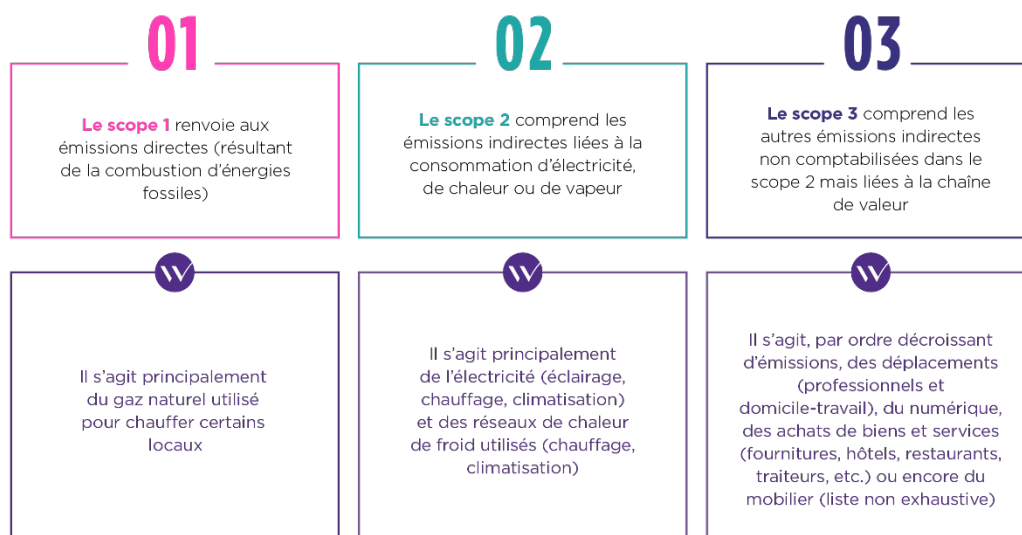 01
Le scope 1 renvoie aux
émissions directes (résultant
de la combustion d'énergies
fossiles)
02
Le scope 2 comprend les
émissions indirectes liées à la
consommation d'électricité,
de chaleur ou de vapeur
03
Le scope 3 comprend les
autres émissions indirectes
non comptabilisées dans le
scope 2 mais liées à la chaîne
de valeur
W
Il s'agit principalement
du gaz naturel utilisé
pour chauffer certains
locaux
W
Il s'agit principalement
de l'électricité (éclairage,
chauffage, climatisation)
et des réseaux de chaleur
de froid utilisés (chauffage,
climatisation)
W
Il s'agit, par ordre décroissant
d'émissions, des déplacements
(professionnels et
domicile-travail), du numérique,
des achats de biens et services
(fournitures, hôtels, restaurants,
traiteurs, etc.) ou encore du
mobilier (liste non exhaustive)